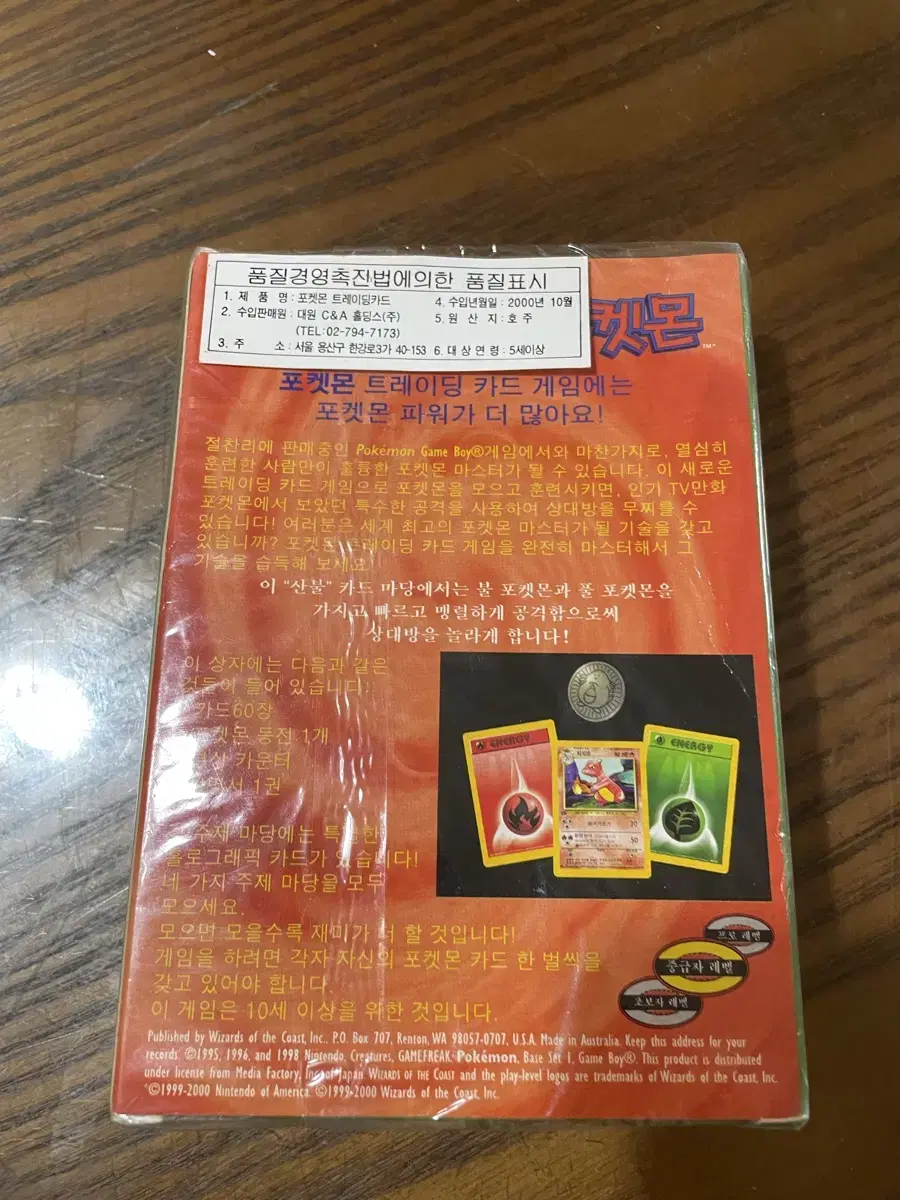 품질경영촉진법에의한 품질표시
1. 제 품 명 : 포켓몬 트레이딩카드
4. 수입년월일 : 2000년 10월
2. 수입판매원 : 대원 C&A 홀딩스(주)
5. 원 산 지 : 호주
(TEL:02-794-7173)
3. 주 소 : 서울 용산구 한강로3가 40-153
6. 대상연령 : 5세이상
켓몬™
포켓몬 트레이딩 카드 게임에는
포켓몬 파워가 더 많아요!
절찬리에 판매중인 Pokémon Game Boy®게임에서와 마찬가지로, 열심히
훈련한 사람만이 훌륭한 포켓몬 마스터가 될 수 있습니다. 이 새로운
트레이딩 카드 게임으로 포켓몬을 모으고 훈련시키면, 인기 TV만화
포켓몬에서 보았던 특수한 공격을 사용하여 상대방을 무찌를 수
있습니다! 여러분은 세계 최고의 포켓몬 마스터가 될 기술을 갖고
있습니까? 포켓몬 트레이딩 카드 게임을 완전히 마스터해서 그
기술을 습득해 보세요!
이 "산불" 카드 마당에서는 불 포켓몬과 풀 포켓몬을
가지고 빠르고 맹렬하게 공격함으로써
상대방을 놀라게 합니다!
이 상자에는 다음과 같은
것들이 들어 있습니다:
카드60장
켓몬 동전 1개
카운터
1권
주제 마당에는 특별한
홀로그래픽 카드가 있습니다!
네 가지 주제 마당을 모두
모으세요.
모으면 모을수록 재미가 더 할 것입니다!
게임을 하려면 각자 자신의 포켓몬 카드 한 벌씩을
갖고 있어야 합니다.
이 게임은 10세 이상을 위한 것입니다.
ENERGY
ENERGY
20
50
프로 레벨
중급자 레벨
초보자 레벨
Published by Wizards of the Coast, Inc., P.O. Box 707, Renton, WA 98057-0707, U.S.A. Made in Australia. Keep this address for your
records. ©1995, 1996, and 1998 Nintendo, Creatures, GAMEFREAK. Pokémon, Base Set 1, Game Boy®. This product is distributed
under license from Media Factory, Inc. of Japan. WIZARDS OF THE COAST and the play-level logos are trademarks of Wizards of the Coast, Inc.
©1999-2000 Nintendo of America. ©1999-2000 Wizards of the Coast, Inc.